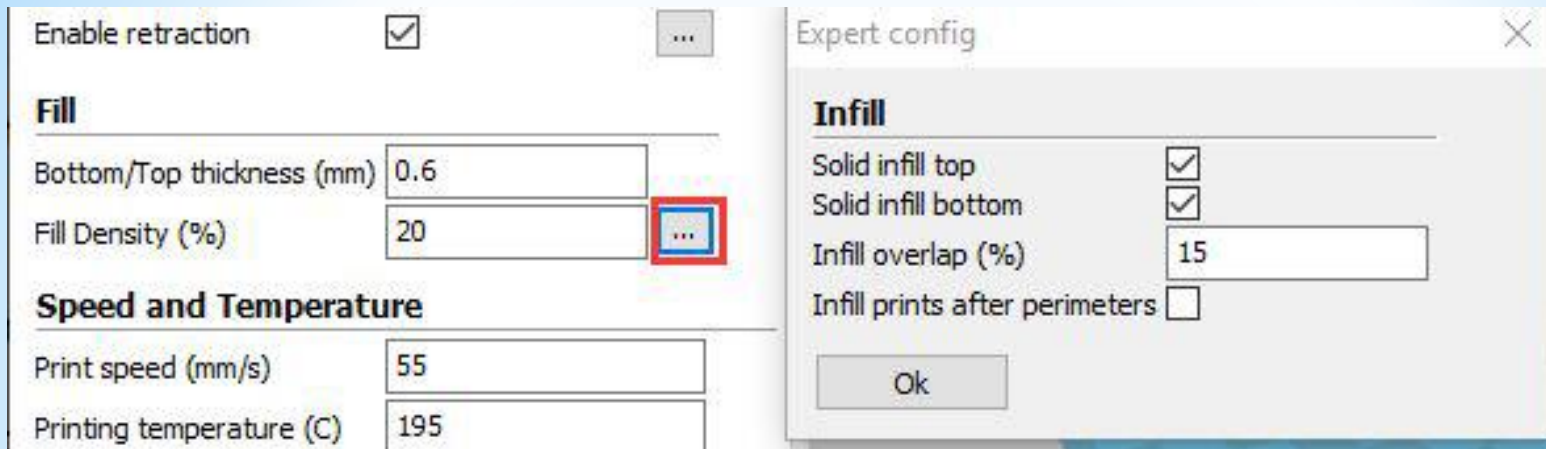 Enable retraction
...
Fill
Bottom/Top thickness (mm) 0.6
Fill Density (%) 20 ...
Speed and Temperature
Print speed (mm/s) 55
Printing temperature (C) 195
Expert config
Infill
Solid infill top
Solid infill bottom
Infill overlap (%) 15
Infill prints after perimeters
Ok